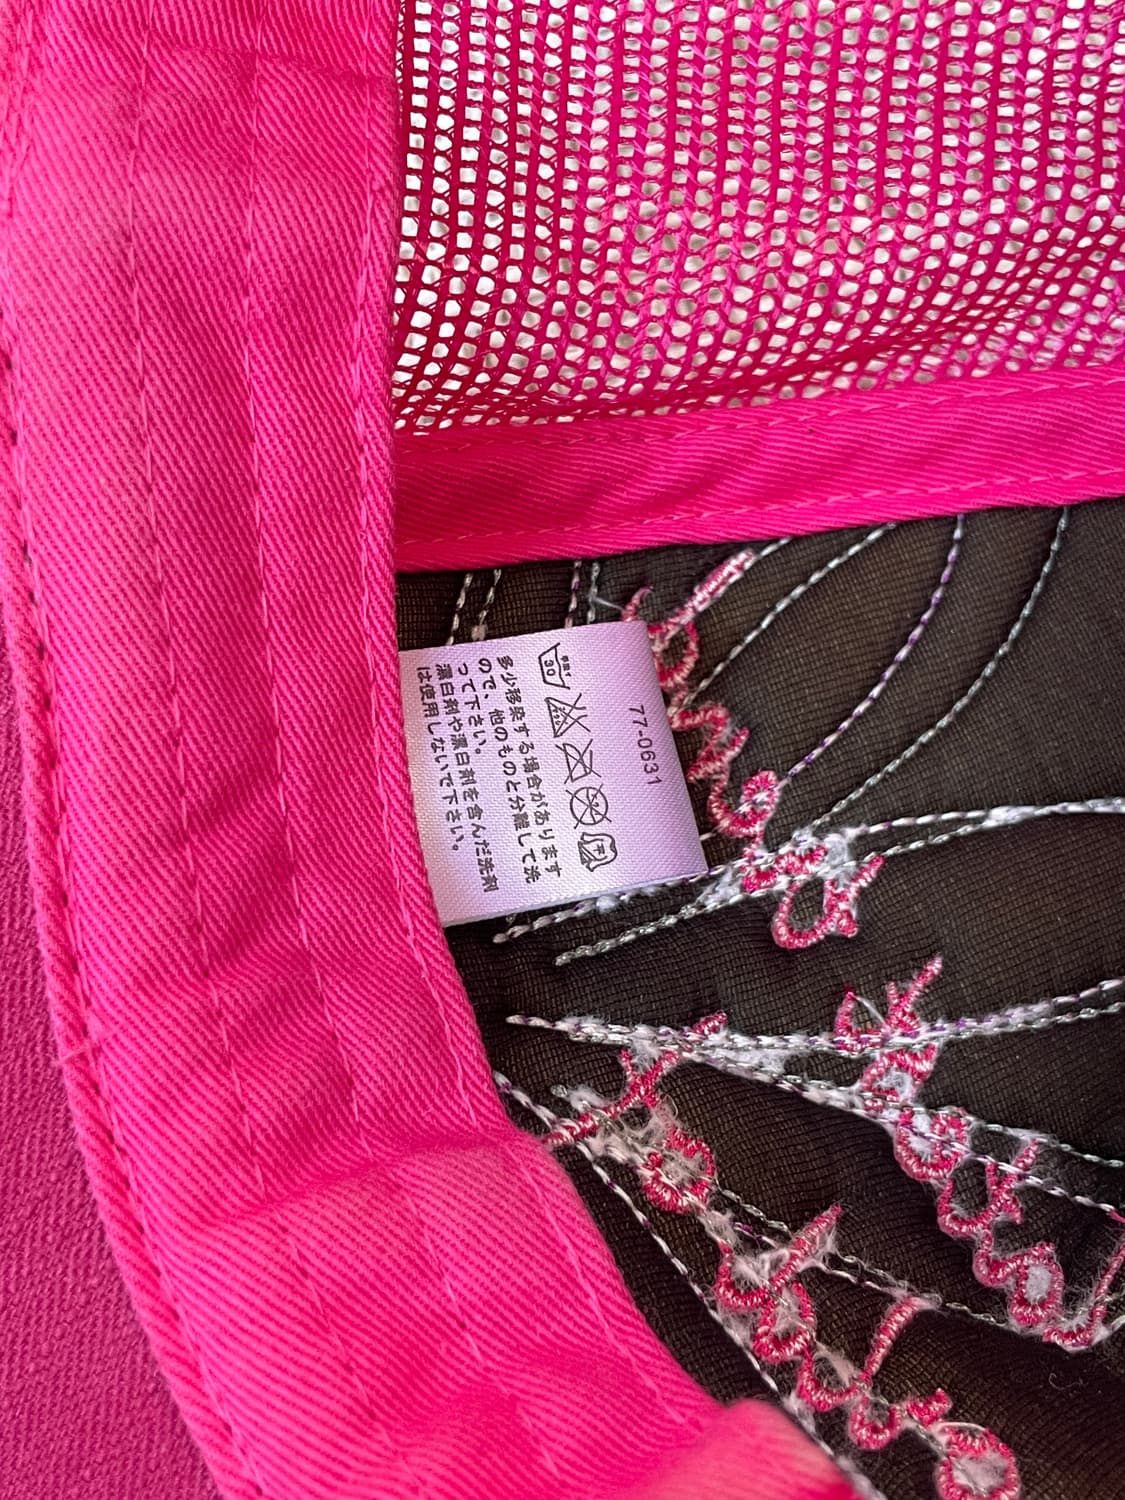 77-0631
30
多少移染する場合があります
ので、他のものと分離して洗
って下さい。
漂白剤や漂白剤を含んだ洗剤
は使用しないで下さい。